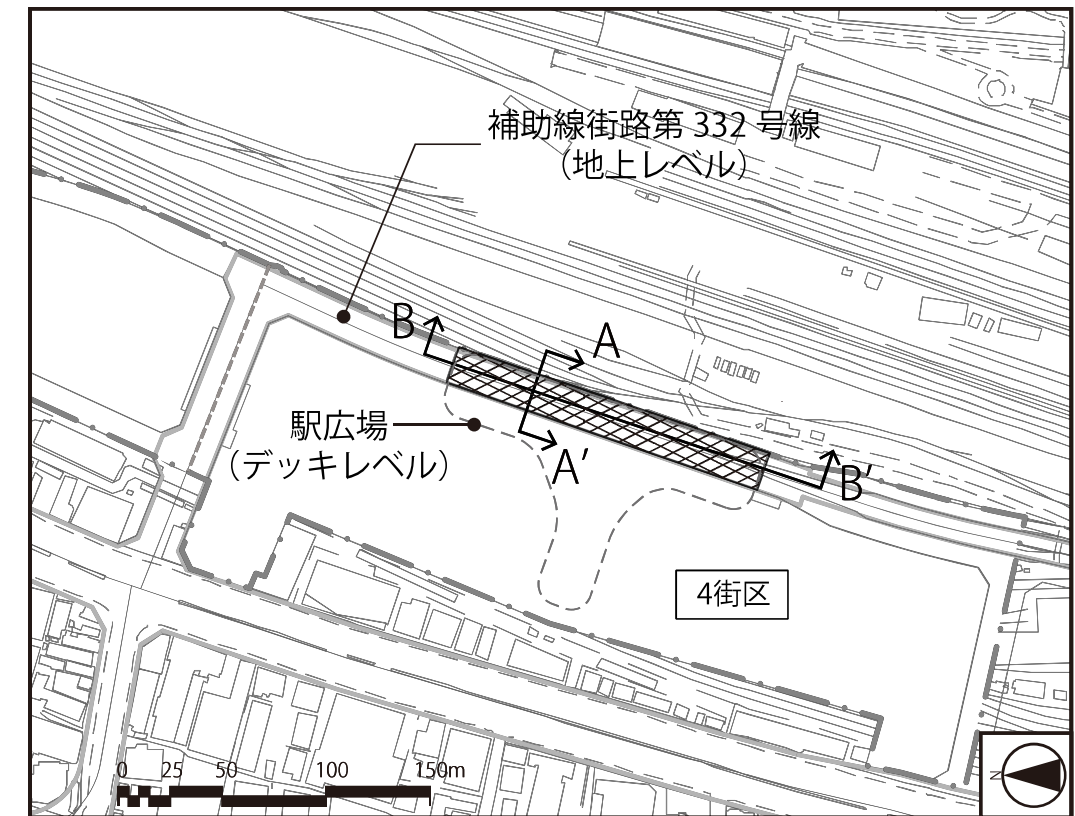 補助線街路第 332 号線
（地上レベル）
B
A
駅広場
（デッキレベル）
A′
B′
4街区
0 25 50 100 150m
N